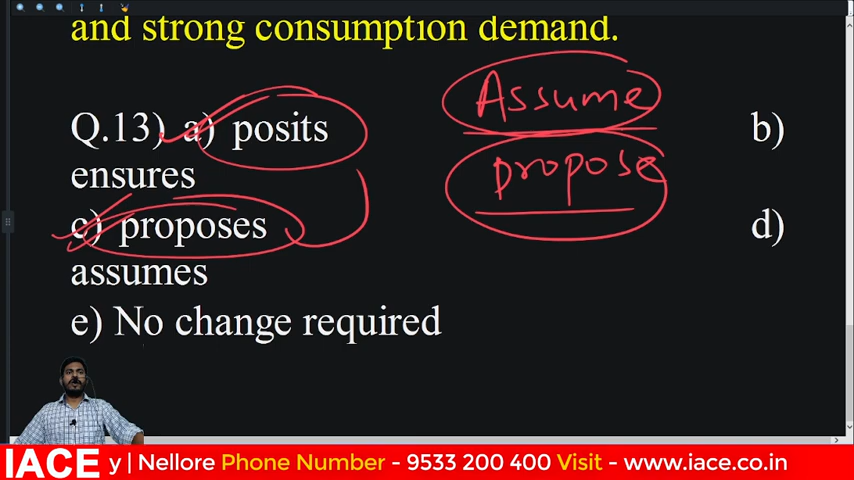 and strong consumption demand.
Assume
Q.13) a) posits b)
propose
ensures
c) proposes d)
assumes
e) No change required
IACE y | Nellore Phone Number - 9533 200 400 Visit - www.iace.co.in